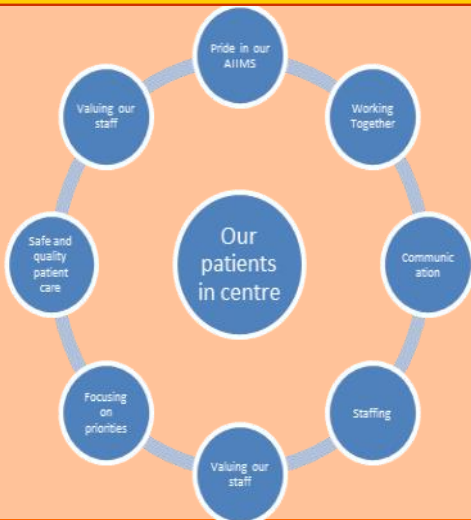 Pride in our
AIIMS
Working
Together
Communic
ation
Staffing
Valuing our
staff
Focusing
on
priorities
Safe and
quality
patient
care
Valuing our
staff
Our
patients
in centre